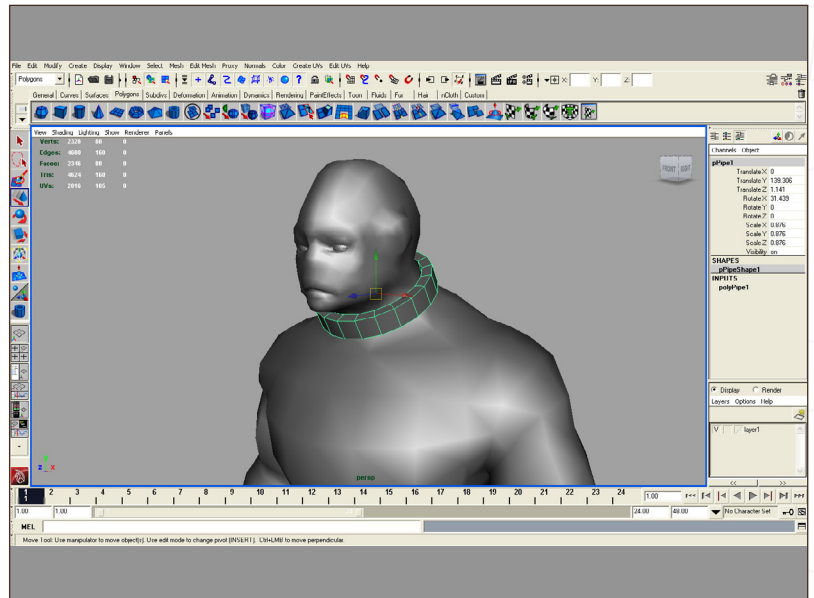 File Edit Modify Create Display Window Select Mesh Edit Mesh Proxy Normals Color Create UVs Edit UVs Help
Polygons X: Y: Z:
General Curves Surfaces Polygons Subdivs Deformation Animation Dynamics Rendering PaintEffects Toon Fluids Fur Hair nCloth Custom
View Shading Lighting Show Renderer Panels
Verts: 2328 80 0
Edges: 4600 160 0
Faces: 2316 80 0
Tris: 4624 160 0
UVs: 2016 105 0
FRONT
Channels Object
pPipe1
Translate X 0
Translate Y 139.306
Translate Z 1.141
Rotate X 31.439
Rotate Y 0
Rotate Z 0
Scale X 0.876
Scale Y 0.876
Scale Z 0.876
Visibility on
SHAPES
pPipeShape1
INPUTS
polyPipe1
Display Render
Layers Options Help
V layer1
z x
persp
1 2 3 4 5 6 7 8 9 10 11 12 13 14 15 16 17 18 19 20 21 22 23 24 1.00
1
1.00 1.00 24.00 48.00 No Character Set
MEL
Move Tool: Use manipulator to move object(s). Use edit mode to change pivot (INSERT). Ctrl+LMB to move perpendicular.